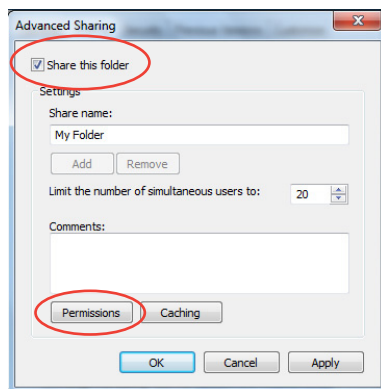 Advanced Sharing
Share this folder
Settings
Share name:
My Folder
Add Remove
Limit the number of simultaneous users to: 20
Comments:
Permissions Caching
OK Cancel Apply